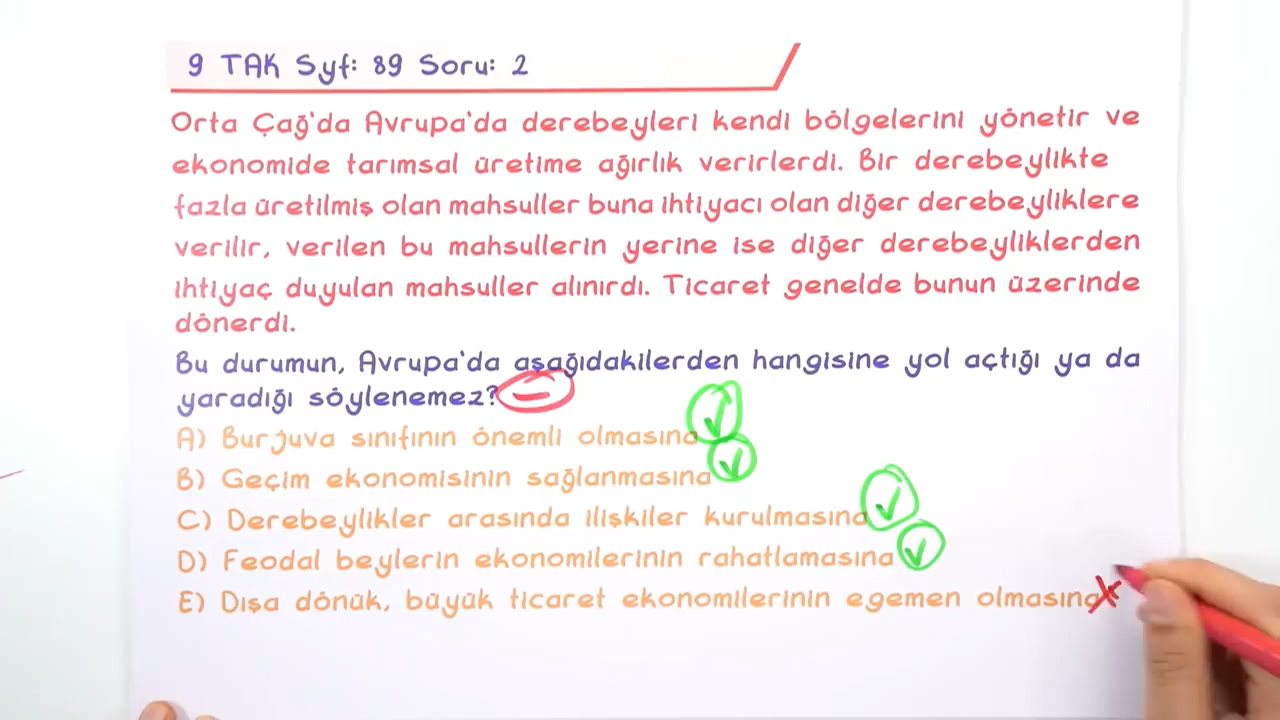 9 TAK Syf: 89 Soru: 2
Orta Çağ'da Avrupa'da derebeyleri kendi bölgelerini yönetir ve
ekonomide tarımsal üretime ağırlık verirlerdi. Bir derebeylikte
fazla üretilmiş olan mahsuller buna ihtiyacı olan diğer derebeyliklere
verilir, verilen bu mahsullerin yerine ise diğer derebeyliklerden
ihtiyaç duyulan mahsuller alınırdı. Ticaret genelde bunun üzerinde
dönerdi.
Bu durumun, Avrupa'da aşağıdakilerden hangisine yol açtığı ya da
yaradığı söylenemez?
A) Burjuva sınıfının önemli olmasına
B) Geçim ekonomisinin sağlanmasına
C) Derebeylikler arasında ilişkiler kurulmasına
D) Feodal beylerin ekonomilerinin rahatlamasına
E) Dışa dönük, büyük ticaret ekonomilerinin egemen olmasına